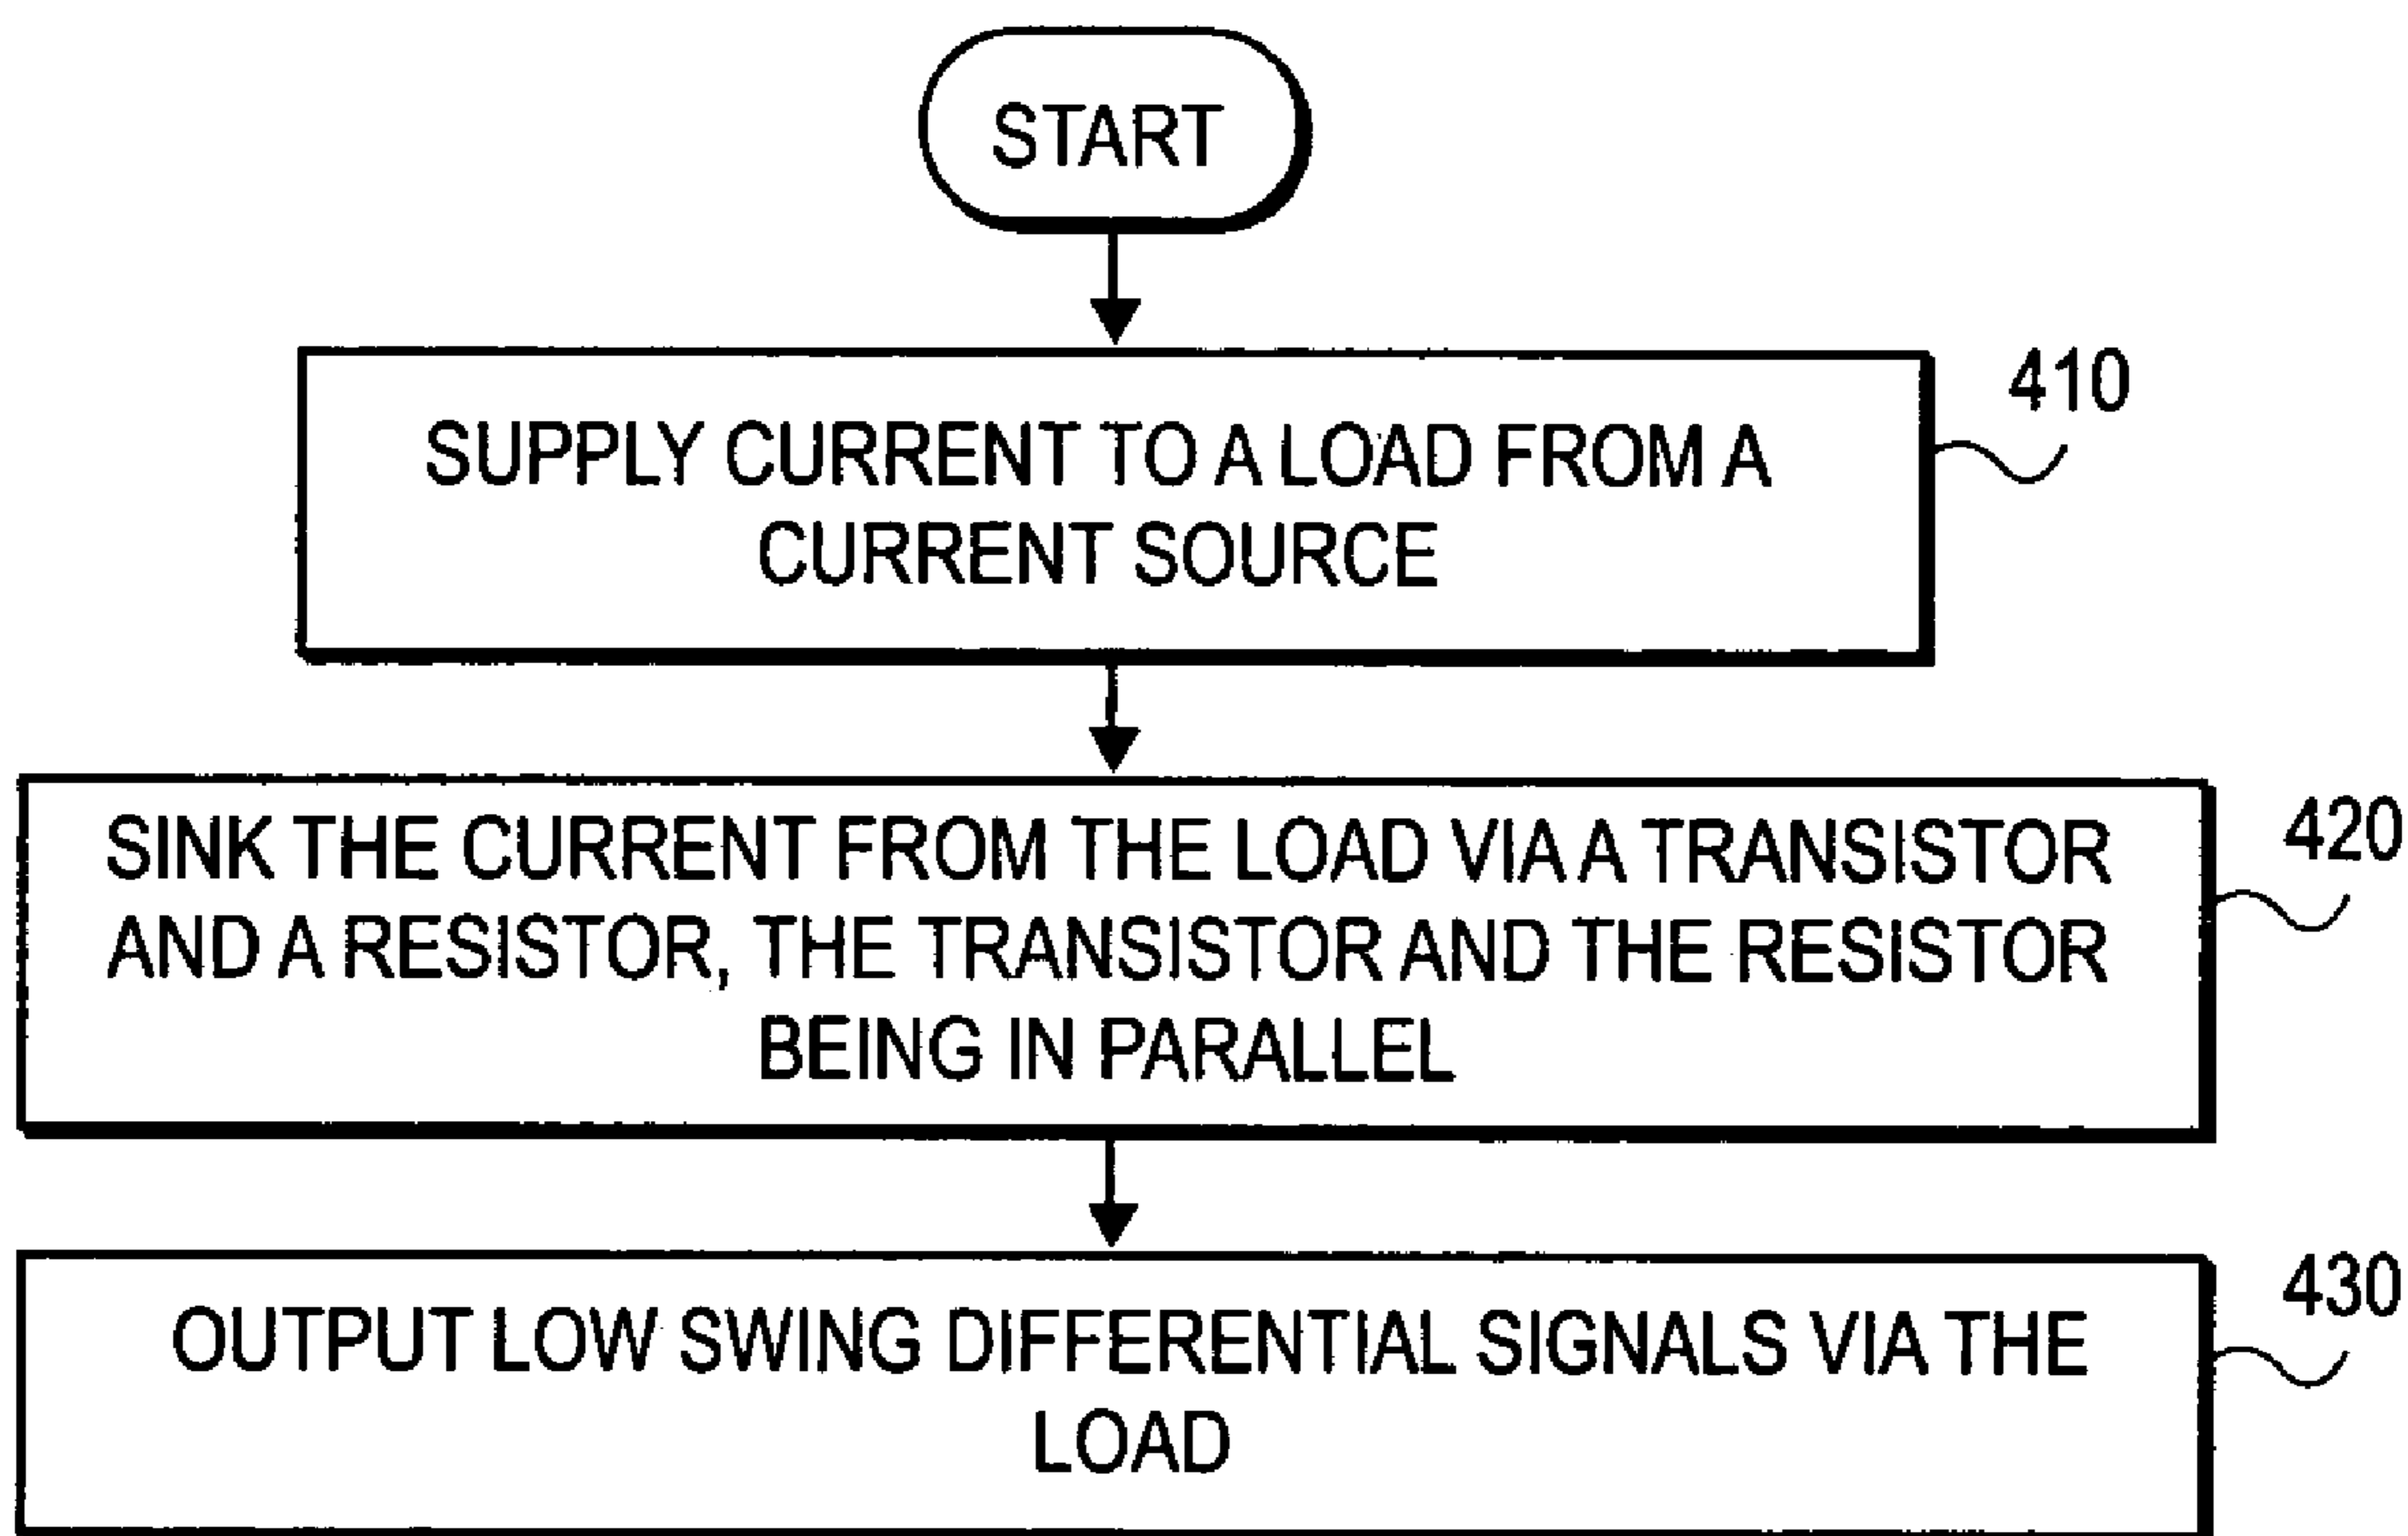 START
410
SUPPLY CURRENT TO A LOAD FROM A
CURRENT SOURCE
420
SINK THE CURRENT FROM THE LOAD VIA A TRANSISTOR
AND A RESISTOR, THE TRANSISTOR AND THE RESISTOR
BEING IN PARALLEL
430
OUTPUT LOW SWING DIFFERENTIAL SIGNALS VIA THE
LOAD